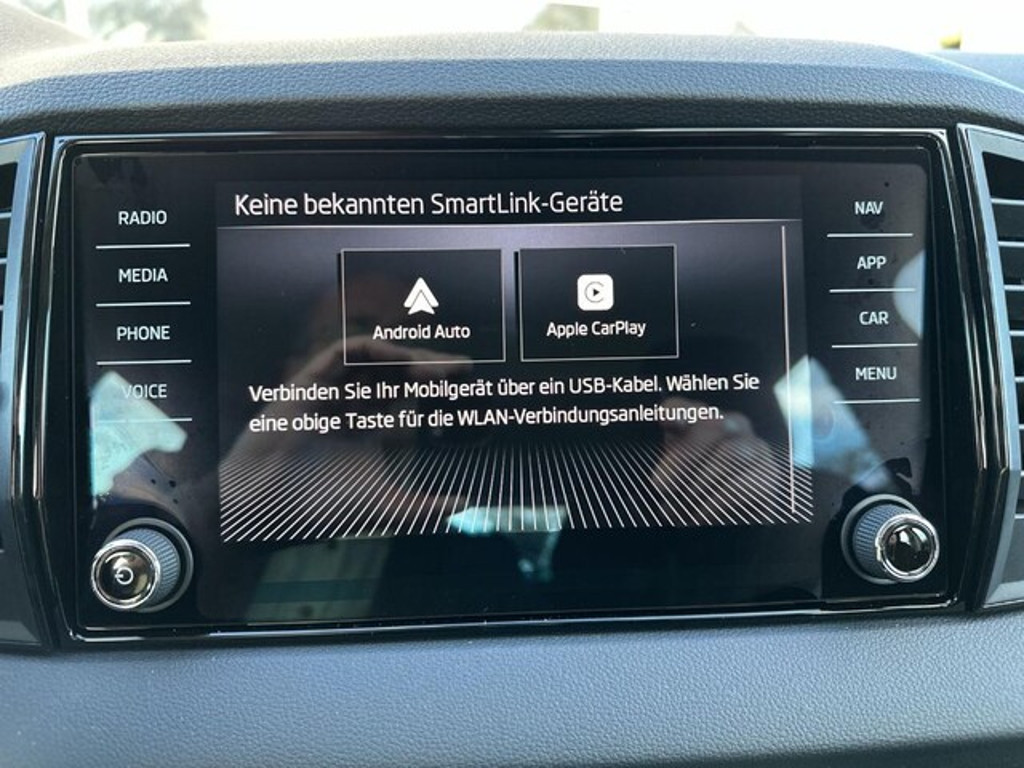 Keine bekannten SmartLink-Geräte
RADIO
MEDIA
PHONE
VOICE
Android Auto
Apple CarPlay
Verbinden Sie Ihr Mobilgerät über ein USB-Kabel. Wählen Sie
eine obige Taste für die WLAN-Verbindungsanleitungen.
NAV
APP
CAR
MENU